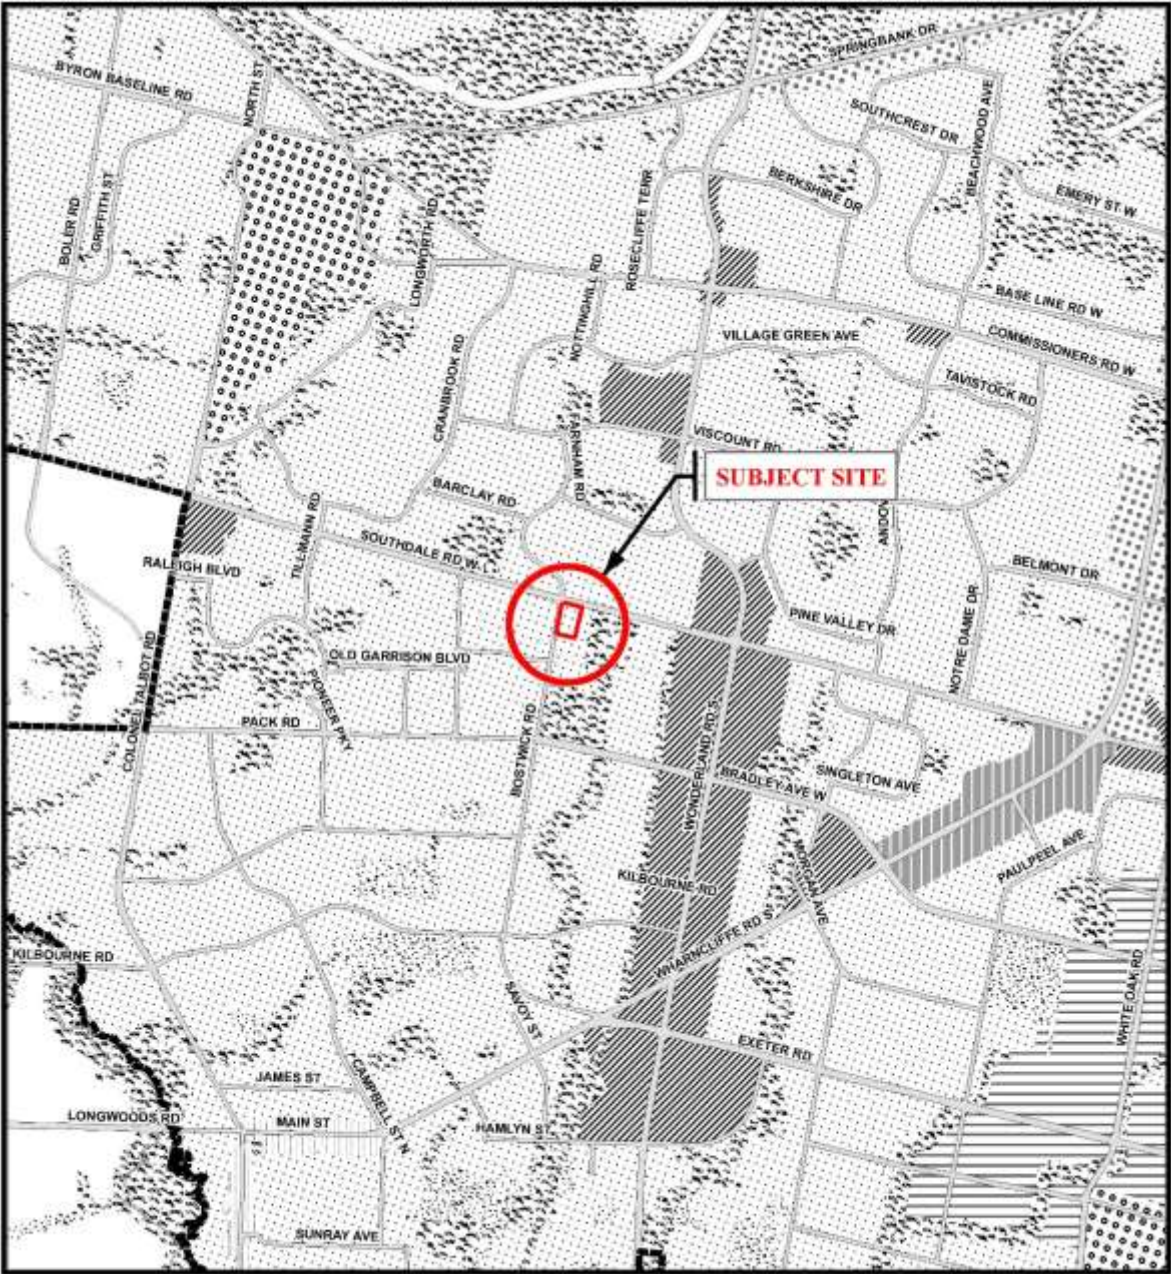 SPRINGBANK DR
BYRON BASELINE RD
NORTH ST
SOUTHCREST DR
BEACHWOOD AVE
BERKSHIRE DR
EMERY ST W
BOLER RD
GRIFFITH ST
LONGWORTH RD
ROSECLIFFE TERR
NOTTINGHILL RD
BASE LINE RD W
VILLAGE GREEN AVE
COMMISSIONERS RD W
CRANBROOK RD
TAVISTOCK RD
VISCOUNT RD
SUBJECT SITE
BARCLAY RD
FARNHAM RD
TILLMANN RD
SOUTHDALE RD W
ANDOV
RALEIGH BLVD
BELMONT DR
PINE VALLEY DR
NOTRE DAME DR
OLD GARRISON BLVD
COLONEL TALBOT RD
PIONEER PKY
PACK RD
BOSTWICK RD
WONDERLAND RD S
BRADLEY AVE W
SINGLETON AVE
MORGAN AVE
PAULPEEL AVE
KILBOURNE RD
WHARNCLIFFE RD S
KILBOURNE RD
WHITE OAK RD
SAVOY ST
EXETER RD
JAMES ST
CAMPBELL ST N
LONGWOODS RD
MAIN ST
HAMLYN ST
SUNRAY AVE